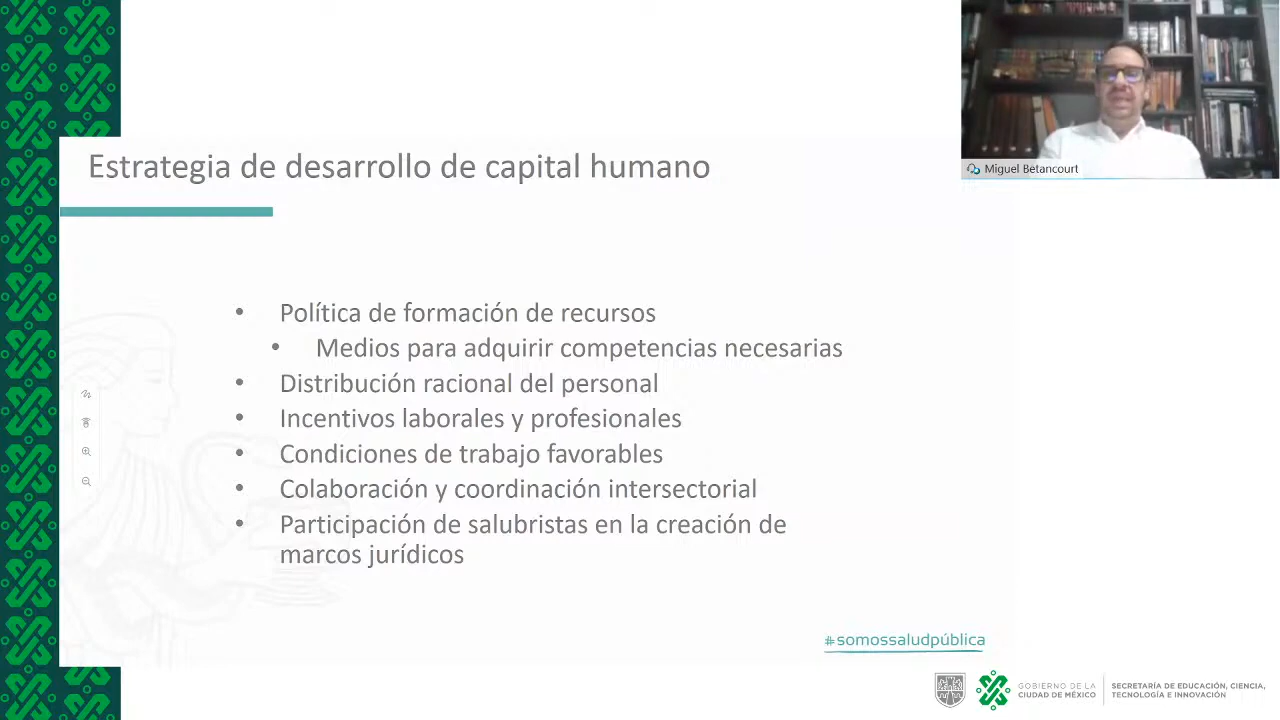 Miguel Betancourt
Estrategia de desarrollo de capital humano
• Política de formación de recursos
• Medios para adquirir competencias necesarias
• Distribución racional del personal
• Incentivos laborales y profesionales
• Condiciones de trabajo favorables
• Colaboración y coordinación intersectorial
• Participación de salubristas en la creación de
marcos jurídicos
#somossaludpública
GOBIERNO DE LA
CIUDAD DE MÉXICO
SECRETARÍA DE EDUCACIÓN, CIENCIA,
TECNOLOGÍA E INNOVACIÓN